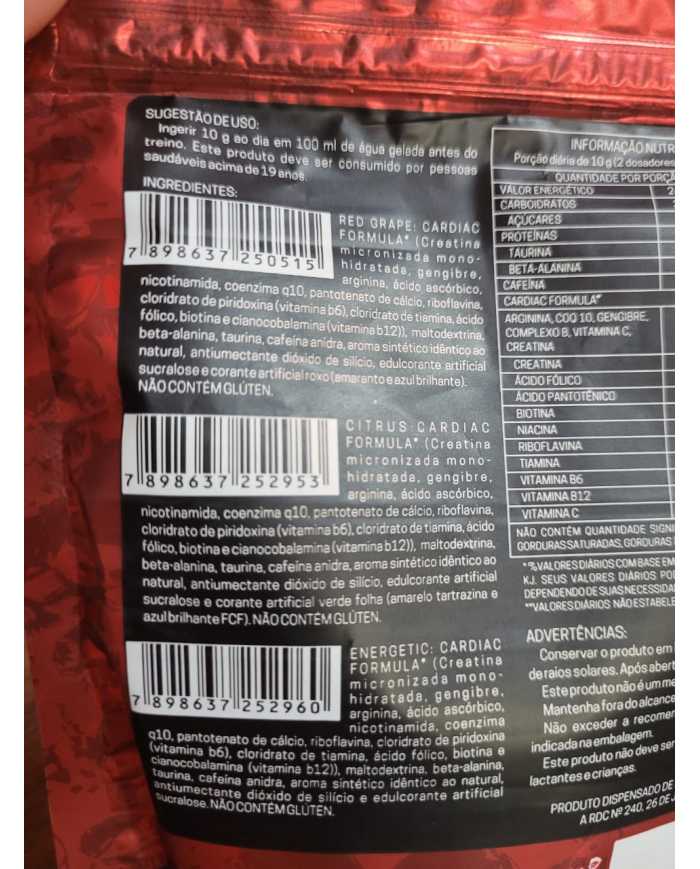 SUGESTÃO DE USO:
Ingerir 10 g ao dia em 100 ml de água gelada antes do
treino. Este produto deve ser consumido por pessoas
saudáveis acima de 19 anos.
INGREDIENTES:
RED GRAPE: CARDIAC
FORMULA* (Creatina
micronizada mono-
hidratada, gengibre,
7 898637 250515
arginina, ácido ascórbico,
nicotinamida, coenzima q10, pantotenato de cálcio, riboflavina,
cloridrato de piridoxina (vitamina b6), cloridrato de tiamina, ácido
fólico, biotina e cianocobalamina (vitamina b12)), maltodextrina,
beta-alanina, taurina, cafeína anidra, aroma sintético idêntico ao
natural, antiumectante dióxido de silício, edulcorante artificial
sucralose e corante artificial roxo (amaranto e azul brilhante).
NÃO CONTÉM GLÚTEN.
CITRUS: CARDIAC
FORMULA* (Creatina
micronizada mono-
hidratada, gengibre,
7 898637 252953
arginina, ácido ascórbico,
nicotinamida, coenzima q10, pantotenato de cálcio, riboflavina,
cloridrato de piridoxina (vitamina b6), cloridrato de tiamina, ácido
fólico, biotina e cianocobalamina (vitamina b12)), maltodextrina,
beta-alanina, taurina, cafeína anidra, aroma sintético idêntico ao
natural, antiumectante dióxido de silício, edulcorante artificial
sucralose e corante artificial verde folha (amarelo tartrazina e
azul brilhante FCF). NÃO CONTÉM GLÚTEN.
ENERGETIC: CARDIAC
FORMULA* (Creatina
micronizada mono-
hidratada, gengibre,
arginina, ácido ascórbico,
7 898637 252960
nicotinamida, coenzima
q10, pantotenato de cálcio, riboflavina, cloridrato de piridoxina
(vitamina b6), cloridrato de tiamina, ácido fólico, biotina e
cianocobalamina (vitamina b12)), maltodextrina, beta-alanina,
taurina, cafeína anidra, aroma sintético idêntico ao natural,
antiumectante dióxido de silício e edulcorante artificial
sucralose. NÃO CONTÉM GLÚTEN.
INFORMAÇÃO NUTR
Porção diária de 10 g (2 dosadores
QUANTIDADE POR PORÇÃ
VALOR ENERGÉTICO
CARBOIDRATOS
AÇÚCARES
PROTEÍNAS
TAURINA
BETA-ALANINA
CAFEÍNA
CARDIAC FORMULA*
ARGININA, COQ 10, GENGIBRE,
COMPLEXO B, VITAMINA C,
CREATINA
CREATINA
ÁCIDO FÓLICO
ÁCIDO PANTOTÊNICO
BIOTINA
NIACINA
RIBOFLAVINA
TIAMINA
VITAMINA B6
VITAMINA B12
VITAMINA C
NÃO CONTÉM QUANTIDADE SIGNI
GORDURAS SATURADAS, GORDURAS
*%VALORES DIÁRIOS COM BASE EM
KJ. SEUS VALORES DIÁRIOS PO
DEPENDENDO DE SUAS NECESSIDA
**VALORES DIÁRIOS NÃO ESTABELE
ADVERTÊNCIAS:
Conservar o produto em
de raios solares. Após abert
Este produto não é um me
Mantenha fora do alcance
Não exceder a recomen
indicada na embalagem.
Este produto não deve ser
lactantes e crianças.
PRODUTO DISPENSADO DE
A RDC Nº 240, 26 DE J